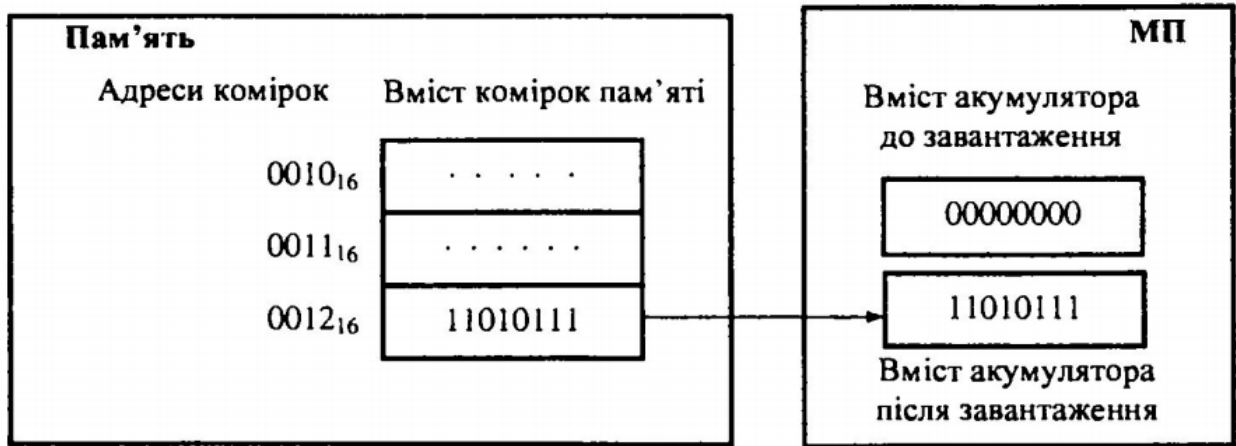 Пам’ять
МП
Адреси комірок
Вміст комірок пам’яті
Вміст акумулятора
до завантаження
0010₁₆
. . . . .
00000000
0011₁₆
. . . . . .
0012₁₆
11010111
11010111
Вміст акумулятора
після завантаження